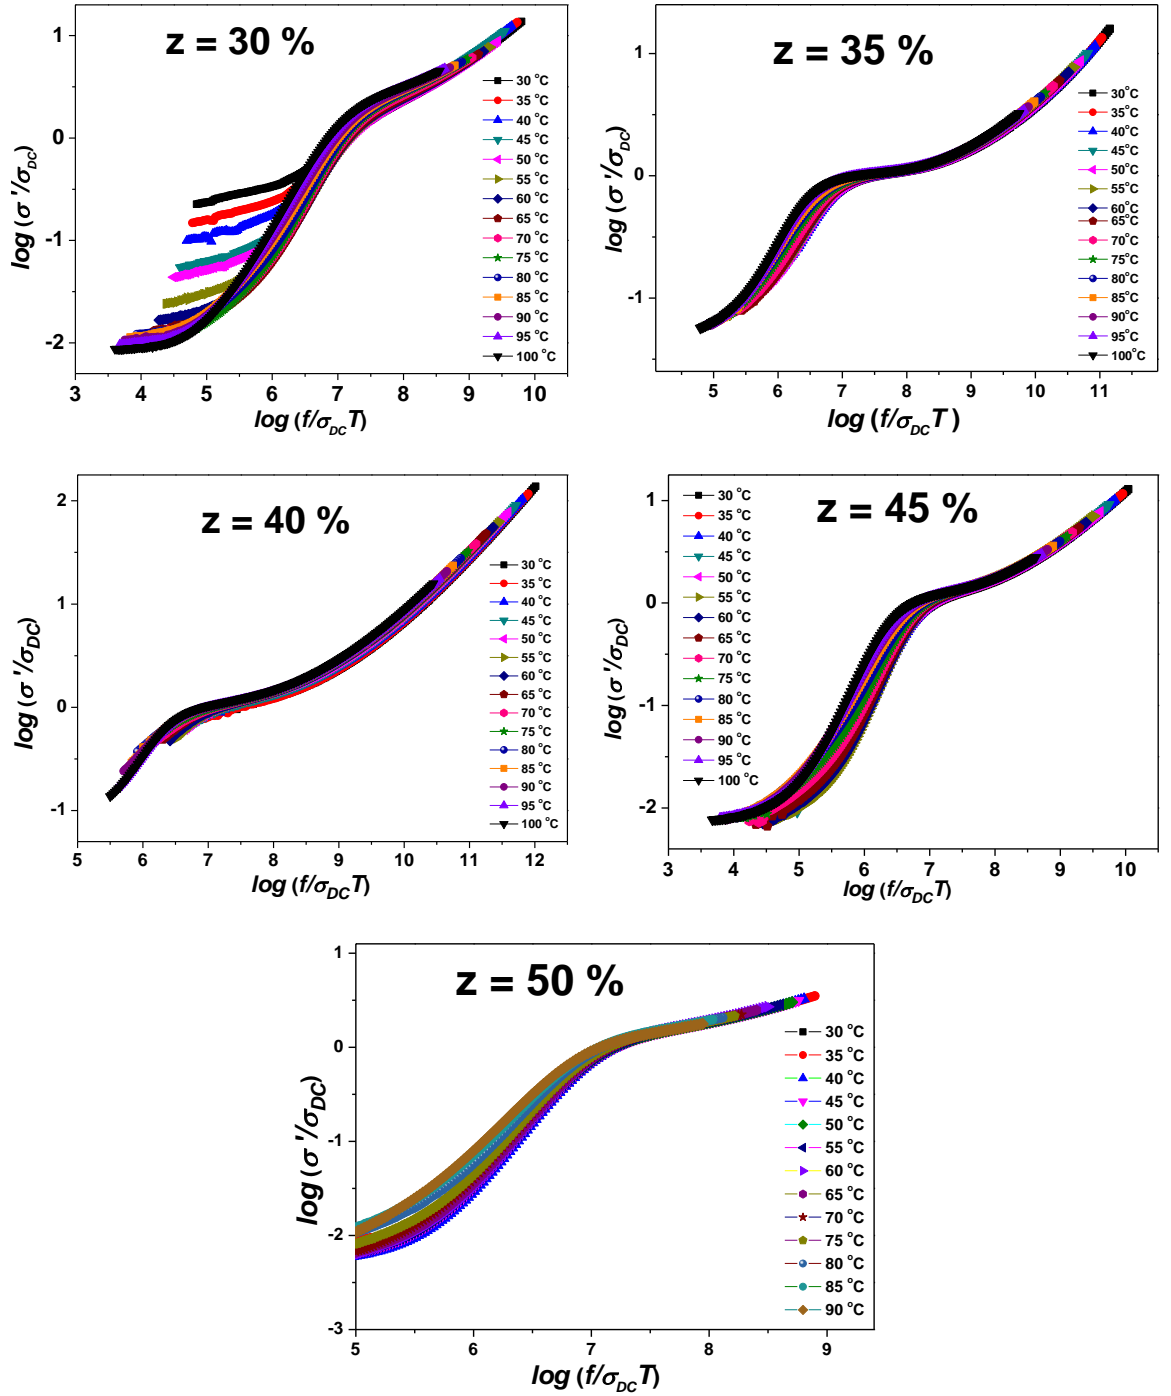 z = 30 %
1
0
-1
-2
log (σ'/σDC)
30 °C
35 °C
40 °C
45 °C
50 °C
55 °C
60 °C
65 °C
70 °C
75 °C
80 °C
85 °C
90 °C
95 °C
100 °C
3 4 5 6 7 8 9 10
log (f/σDCT)
z = 35 %
1
0
-1
log (σ'/σDC)
30°C
35°C
40°C
45°C
50°C
55°C
60°C
65°C
70°C
75°C
80°C
85°C
90°C
95°C
100°C
5 6 7 8 9 10 11
log (f/σDCT )
z = 40 %
2
1
0
-1
log (σ'/σDC)
30 °C
35 °C
40 °C
45 °C
50 °C
55 °C
60 °C
65 °C
70 °C
75 °C
80 °C
85 °C
90 °C
95 °C
100 °C
5 6 7 8 9 10 11 12
log (f/σDCT)
z = 45 %
1
0
-1
-2
log (σ'/σDC)
30 °C
35 °C
40 °C
45 °C
50 °C
55 °C
60 °C
65 °C
70 °C
75 °C
80 °C
85 °C
90 °C
95 °C
100 °C
3 4 5 6 7 8 9 10
log (f/σDCT)
z = 50 %
1
0
-1
-2
-3
log (σ'/σDC)
30 °C
35 °C
40 °C
45 °C
50 °C
55 °C
60 °C
65 °C
70 °C
75 °C
80 °C
85 °C
90 °C
5 6 7 8 9
log (f/σDCT)